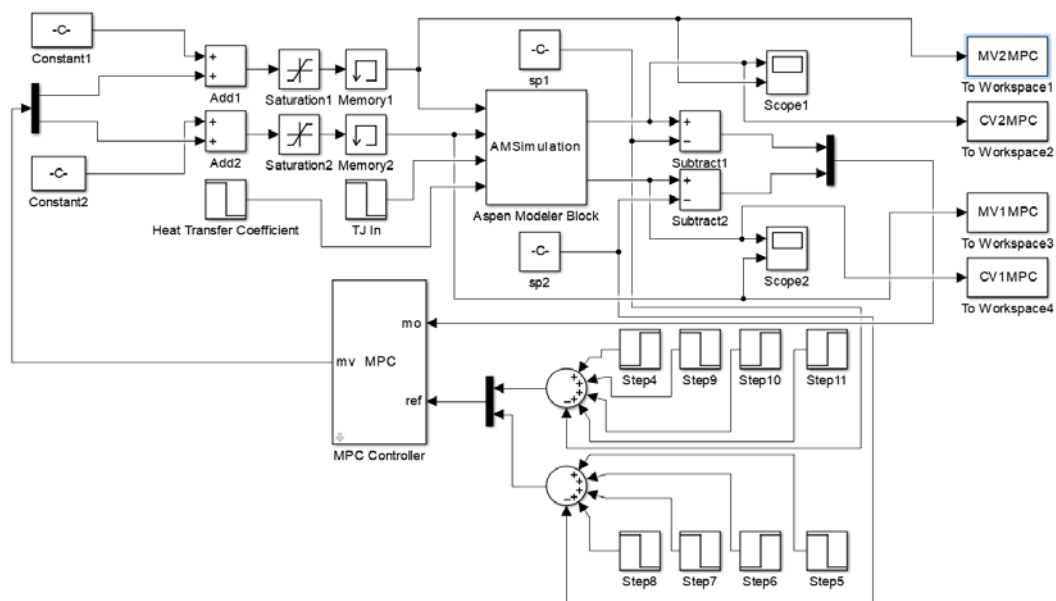 -C-
Constant1
+
+
Add1
Saturation1
Memory1
-C-
sp1
Scope1
MV2MPC
To Workspace1
+
+
Add2
Saturation2
Memory2
AMSimulation
Aspen Modeler Block
+
−
Subtract1
CV2MPC
To Workspace2
-C-
Constant2
Heat Transfer Coefficient
TJ In
+
−
Subtract2
MV1MPC
To Workspace3
-C-
sp2
Scope2
CV1MPC
To Workspace4
mo
mv
MPC
ref
MPC Controller
Step4
Step9
Step10
Step11
+
+
+
+
−
+
+
+
+
−
Step8
Step7
Step6
Step5